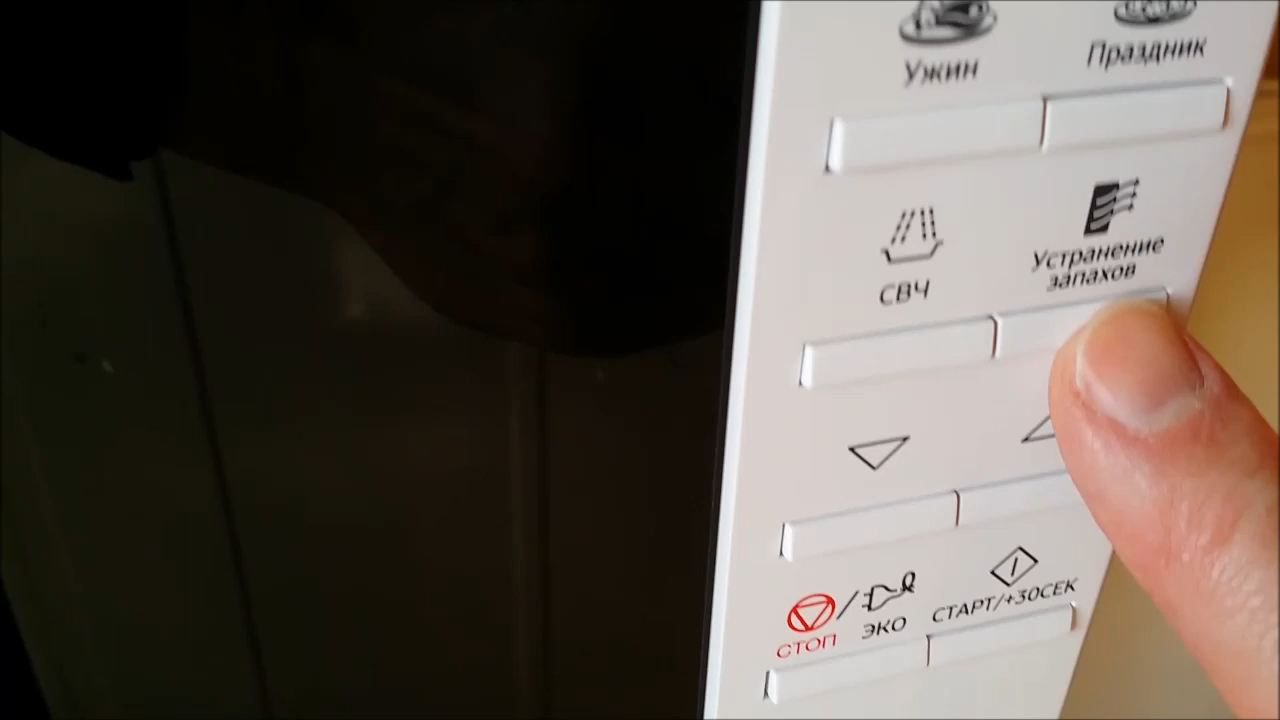 Ужин
Праздник
СВЧ
Устранение
запахов
СТОП
ЭКО
СТАРТ/+30СЕК